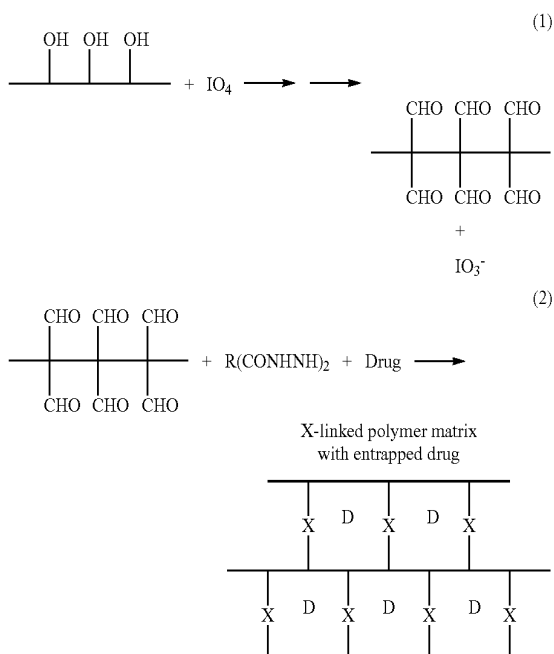 (1)
OH OH OH
+ IO₄
CHO CHO CHO
CHO CHO CHO
+
IO₃⁻
(2)
CHO CHO CHO
+ R(CONHNH)₂ + Drug
CHO CHO CHO
X-linked polymer matrix
with entrapped drug
X D X D X
X D X D X D X